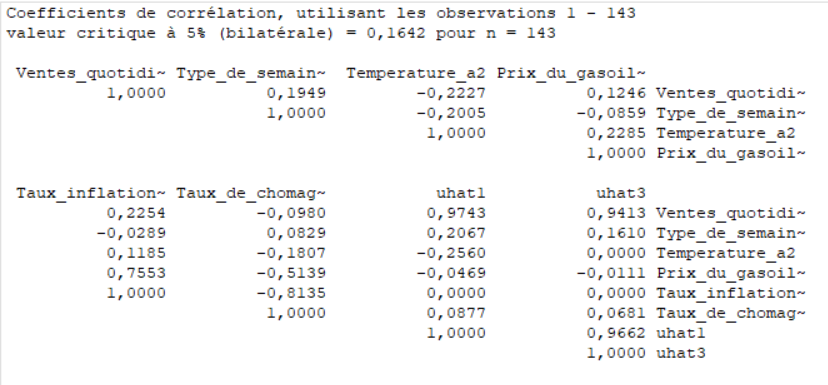 Coefficients de corrélation, utilisant les observations 1 - 143
valeur critique à 5% (bilatérale) = 0,1642 pour n = 143
Ventes_quotidi~ Type_de_semain~ Temperature_a2 Prix_du_gasoil~
1,0000 0,1949 -0,2227 0,1246 Ventes_quotidi~
1,0000 -0,2005 -0,0859 Type_de_semain~
1,0000 0,2285 Temperature_a2
1,0000 Prix_du_gasoil~
Taux_inflation~ Taux_de_chomag~ uhat1 uhat3
0,2254 -0,0980 0,9743 0,9413 Ventes_quotidi~
-0,0289 0,0829 0,2067 0,1610 Type_de_semain~
0,1185 -0,1807 -0,2560 0,0000 Temperature_a2
0,7553 -0,5139 -0,0469 -0,0111 Prix_du_gasoil~
1,0000 -0,8135 0,0000 0,0000 Taux_inflation~
1,0000 0,0877 0,0681 Taux_de_chomag~
1,0000 0,9662 uhat1
1,0000 uhat3